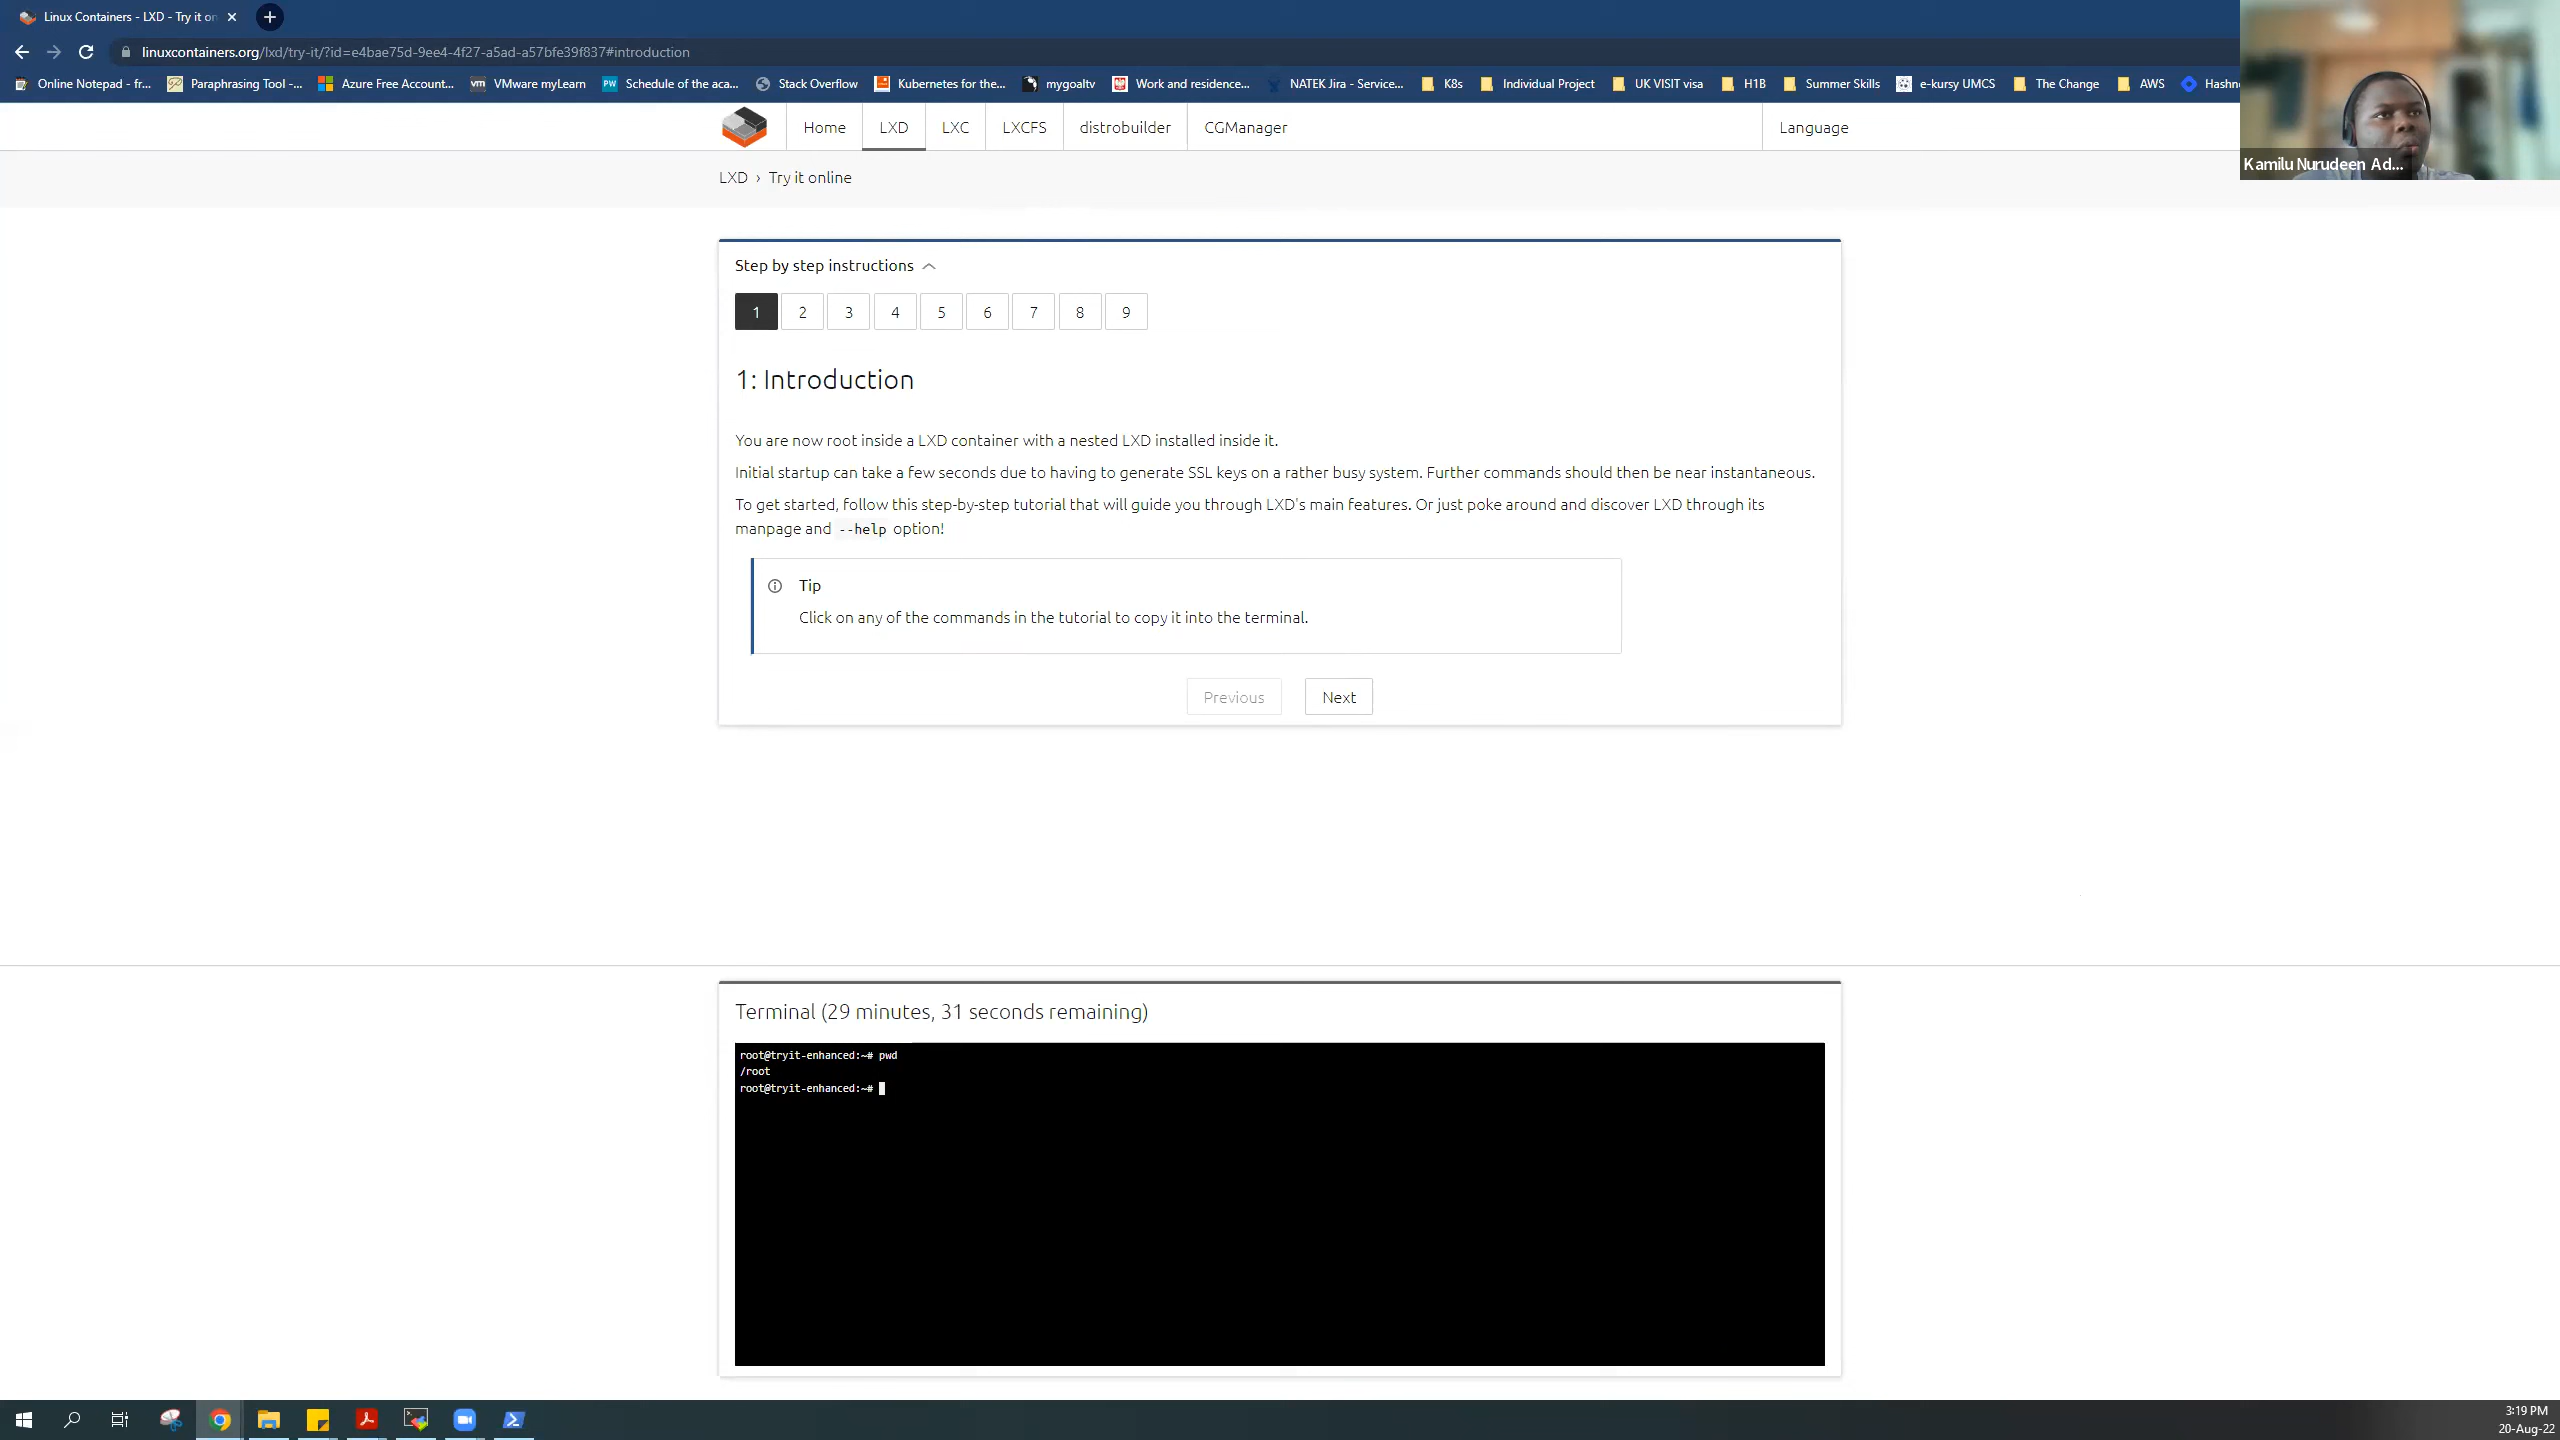 Linux Containers - LXD - Try it on
linuxcontainers.org/lxd/try-it/?id=e4bae75d-9ee4-4f27-a5ad-a57bfe39f837#introduction
Online Notepad - fr... Paraphrasing Tool -... Azure Free Account... VMware myLearn Schedule of the aca... Stack Overflow Kubernetes for the... mygoaltv Work and residence... NATEK Jira - Service... K8s Individual Project UK VISIT visa H1B Summer Skills e-kursy UMCS The Change AWS Hashn
Kamilu Nurudeen Ad...
Home LXD LXC LXCFS distrobuilder CGManager Language
LXD › Try it online
Step by step instructions
1 2 3 4 5 6 7 8 9
1: Introduction
You are now root inside a LXD container with a nested LXD installed inside it.
Initial startup can take a few seconds due to having to generate SSL keys on a rather busy system. Further commands should then be near instantaneous.
To get started, follow this step-by-step tutorial that will guide you through LXD's main features. Or just poke around and discover LXD through its
manpage and --help option!
Tip
Click on any of the commands in the tutorial to copy it into the terminal.
Previous Next
Terminal (29 minutes, 31 seconds remaining)
root@tryit-enhanced:~# pwd
/root
root@tryit-enhanced:~#
3:19 PM
20-Aug-22